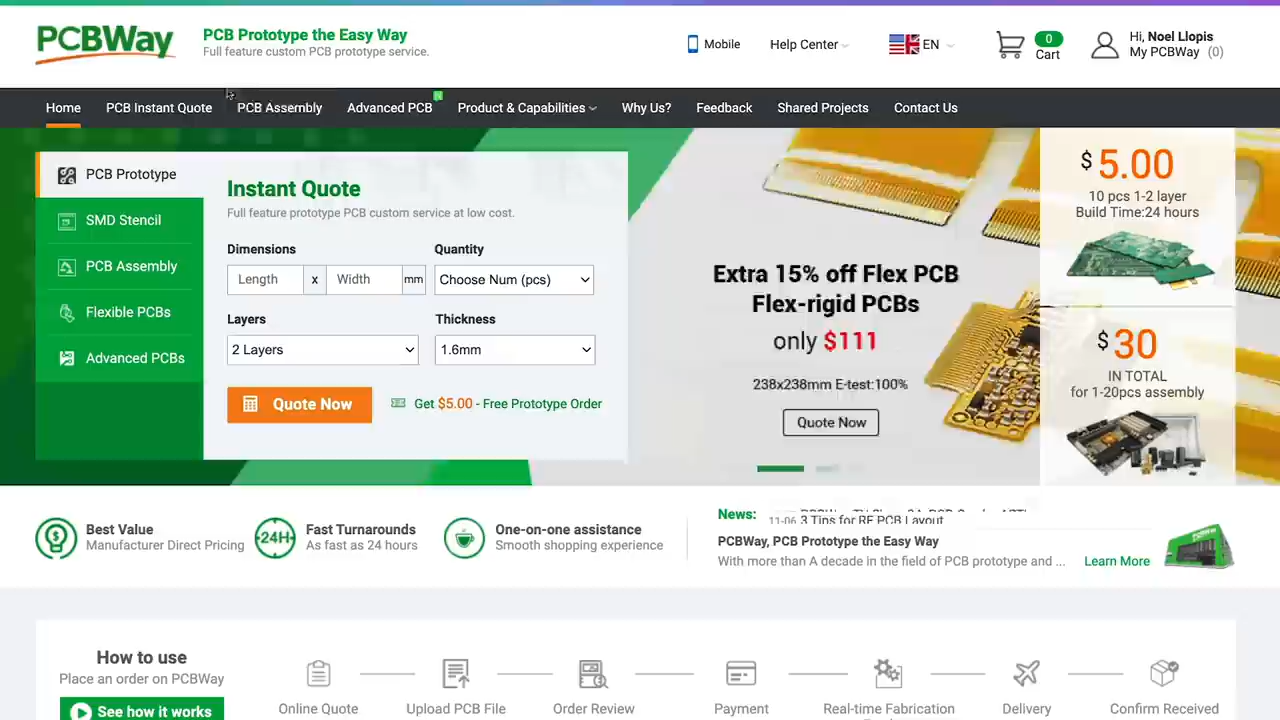 PCBWay
PCB Prototype the Easy Way
Full feature custom PCB prototype service.
Mobile
Help Center
EN
0
Cart
Hi, Noel Llopis
My PCBWay (0)
Home
PCB Instant Quote
PCB Assembly
Advanced PCB
N
Product & Capabilities
Why Us?
Feedback
Shared Projects
Contact Us
PCB Prototype
SMD Stencil
PCB Assembly
Flexible PCBs
Advanced PCBs
Instant Quote
Full feature prototype PCB custom service at low cost.
Dimensions
Quantity
Length x Width mm
Choose Num (pcs)
Layers
Thickness
2 Layers
1.6mm
Quote Now
Get $5.00 - Free Prototype Order
Extra 15% off Flex PCB
Flex-rigid PCBs
only $111
238x238mm E-test:100%
Quote Now
$5.00
10 pcs 1-2 layer
Build Time:24 hours
$30
IN TOTAL
for 1-20pcs assembly
Best Value
Manufacturer Direct Pricing
24H
Fast Turnarounds
As fast as 24 hours
One-on-one assistance
Smooth shopping experience
News:
11-06 3 Tips for RF PCB Layout
PCBWay, PCB Prototype the Easy Way
With more than A decade in the field of PCB prototype and ...
Learn More
How to use
Place an order on PCBWay
See how it works
Online Quote
Upload PCB File
Order Review
Payment
Real-time Fabrication
Delivery
Confirm Received